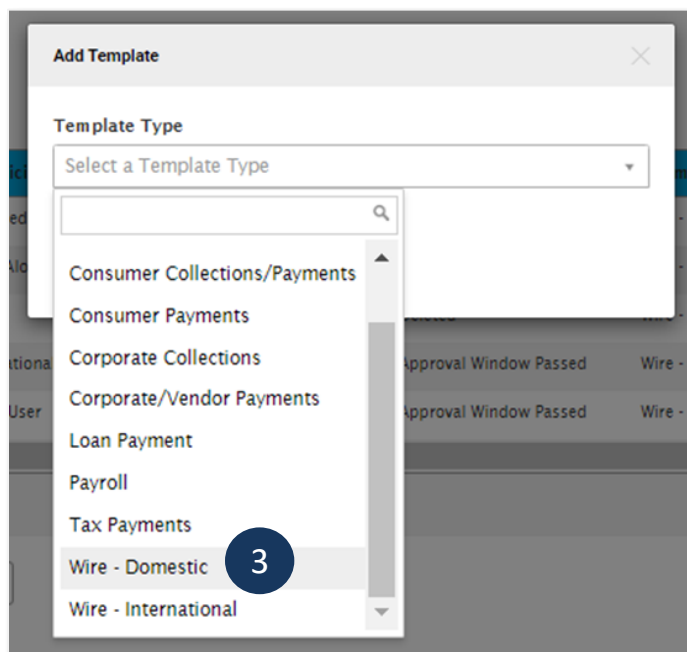 Add Template
Template Type
Select a Template Type
Consumer Collections/Payments
Consumer Payments
Corporate Collections
Corporate/Vendor Payments
Loan Payment
Payroll
Tax Payments
Wire - Domestic 3
Wire - International
Approval Window Passed Wire -
User Approval Window Passed Wire -